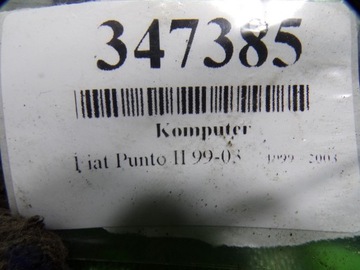 347385
Komputer
Fiat Punto II 99-03 1999 - 2003